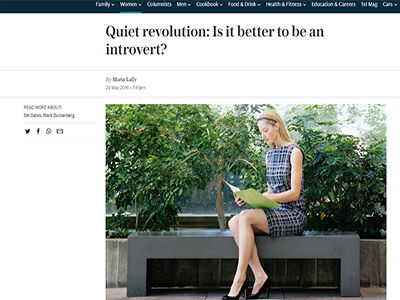 Family Women Columnists Men Cookbook Food & Drink Health & Fitness Education & Careers Tel Mag Cars
Quiet revolution: Is it better to be an
introvert?
By Maria Lally
29 May 2016 • 7:40pm
READ MORE ABOUT:
Bill Gates, Mark Zuckerberg